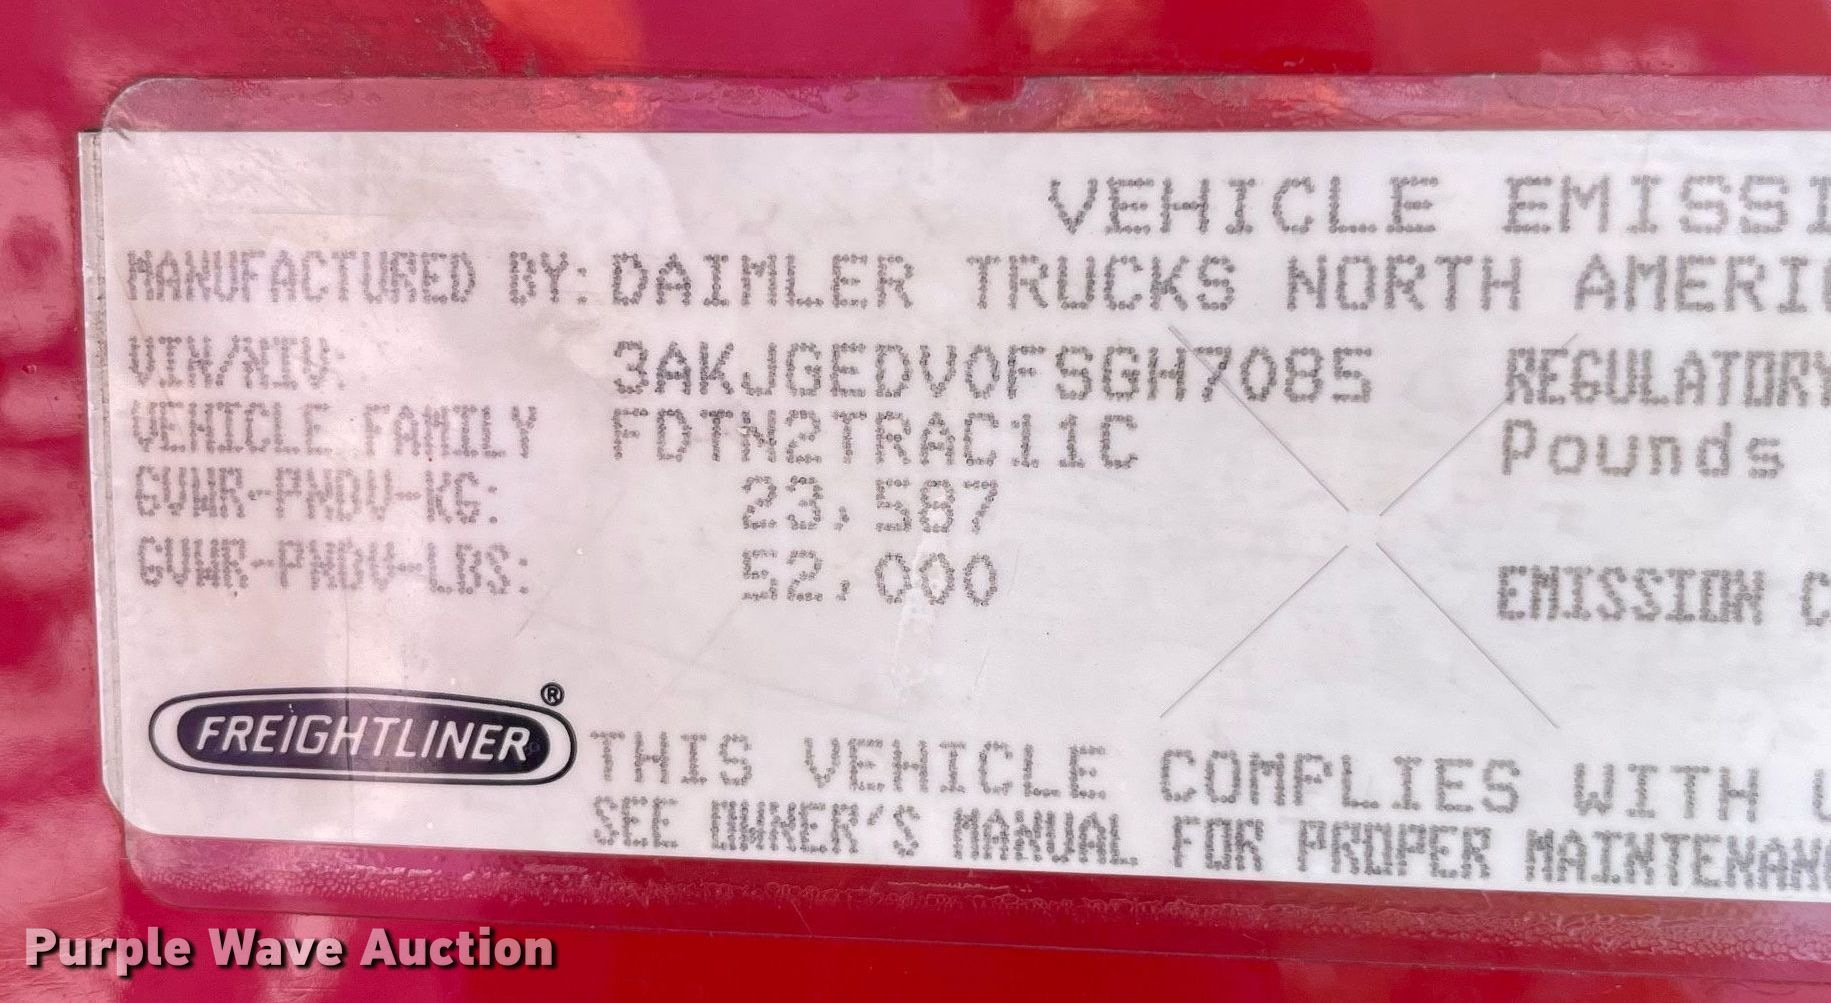 VEHICLE EMISSI
MANUFACTURED BY: DAIMLER TRUCKS NORTH AMERIC
VIN/NIV: 3AKJGEDV0FSGH7085 REGULATORY
VEHICLE FAMILY FDTN2TRAC11C Pounds
GVWR-PNBV-KG: 23,587
GVWR-PNBV-LBS: 52,000
EMISSION C
FREIGHTLINER®
THIS VEHICLE COMPLIES WITH U
SEE OWNER'S MANUAL FOR PROPER MAINTENANC
Purple Wave Auction